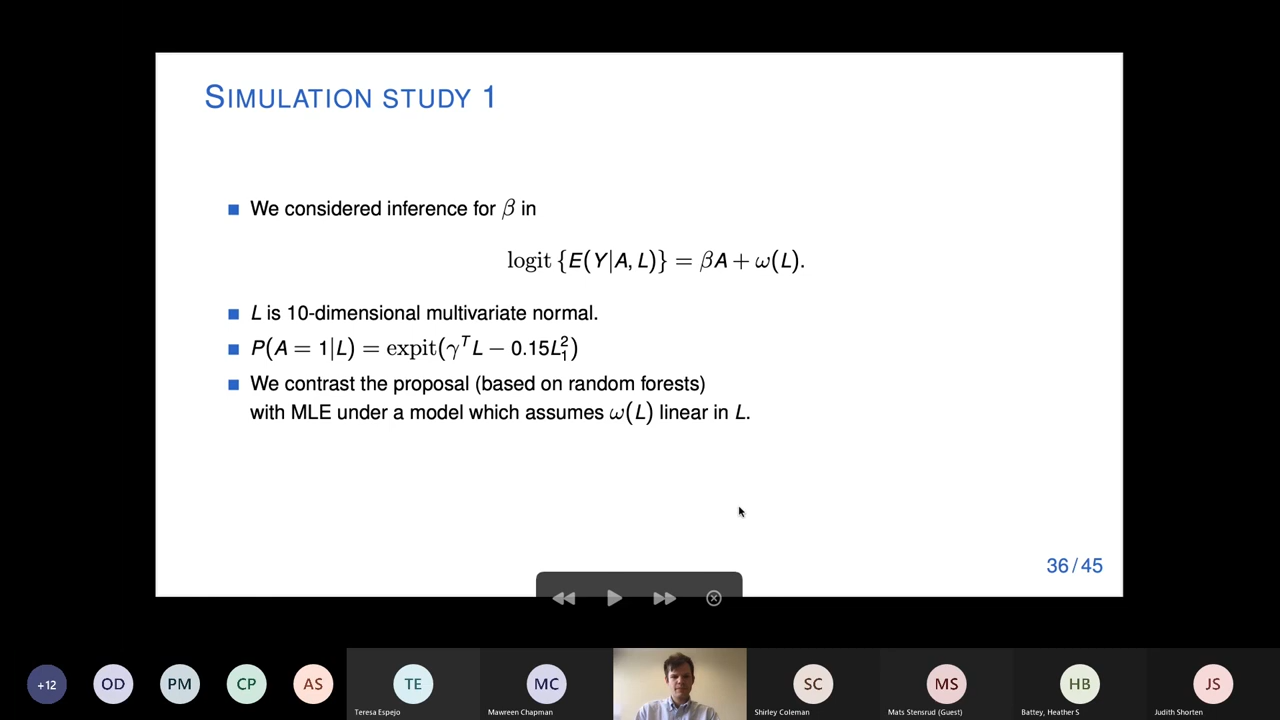 SIMULATION STUDY 1
We considered inference for β in
logit {E(Y|A, L)} = βA + ω(L).
L is 10-dimensional multivariate normal.
P(A = 1|L) = expit(γᵀL − 0.15L₁²)
We contrast the proposal (based on random forests)
with MLE under a model which assumes ω(L) linear in L.
36/45
+12
OD
PM
CP
AS
TE
MC
SC
MS
HB
JS
Teresa Espejo
Mawreen Chapman
Shirley Coleman
Mats Stensrud (Guest)
Battey, Heather S
Judith Shorten